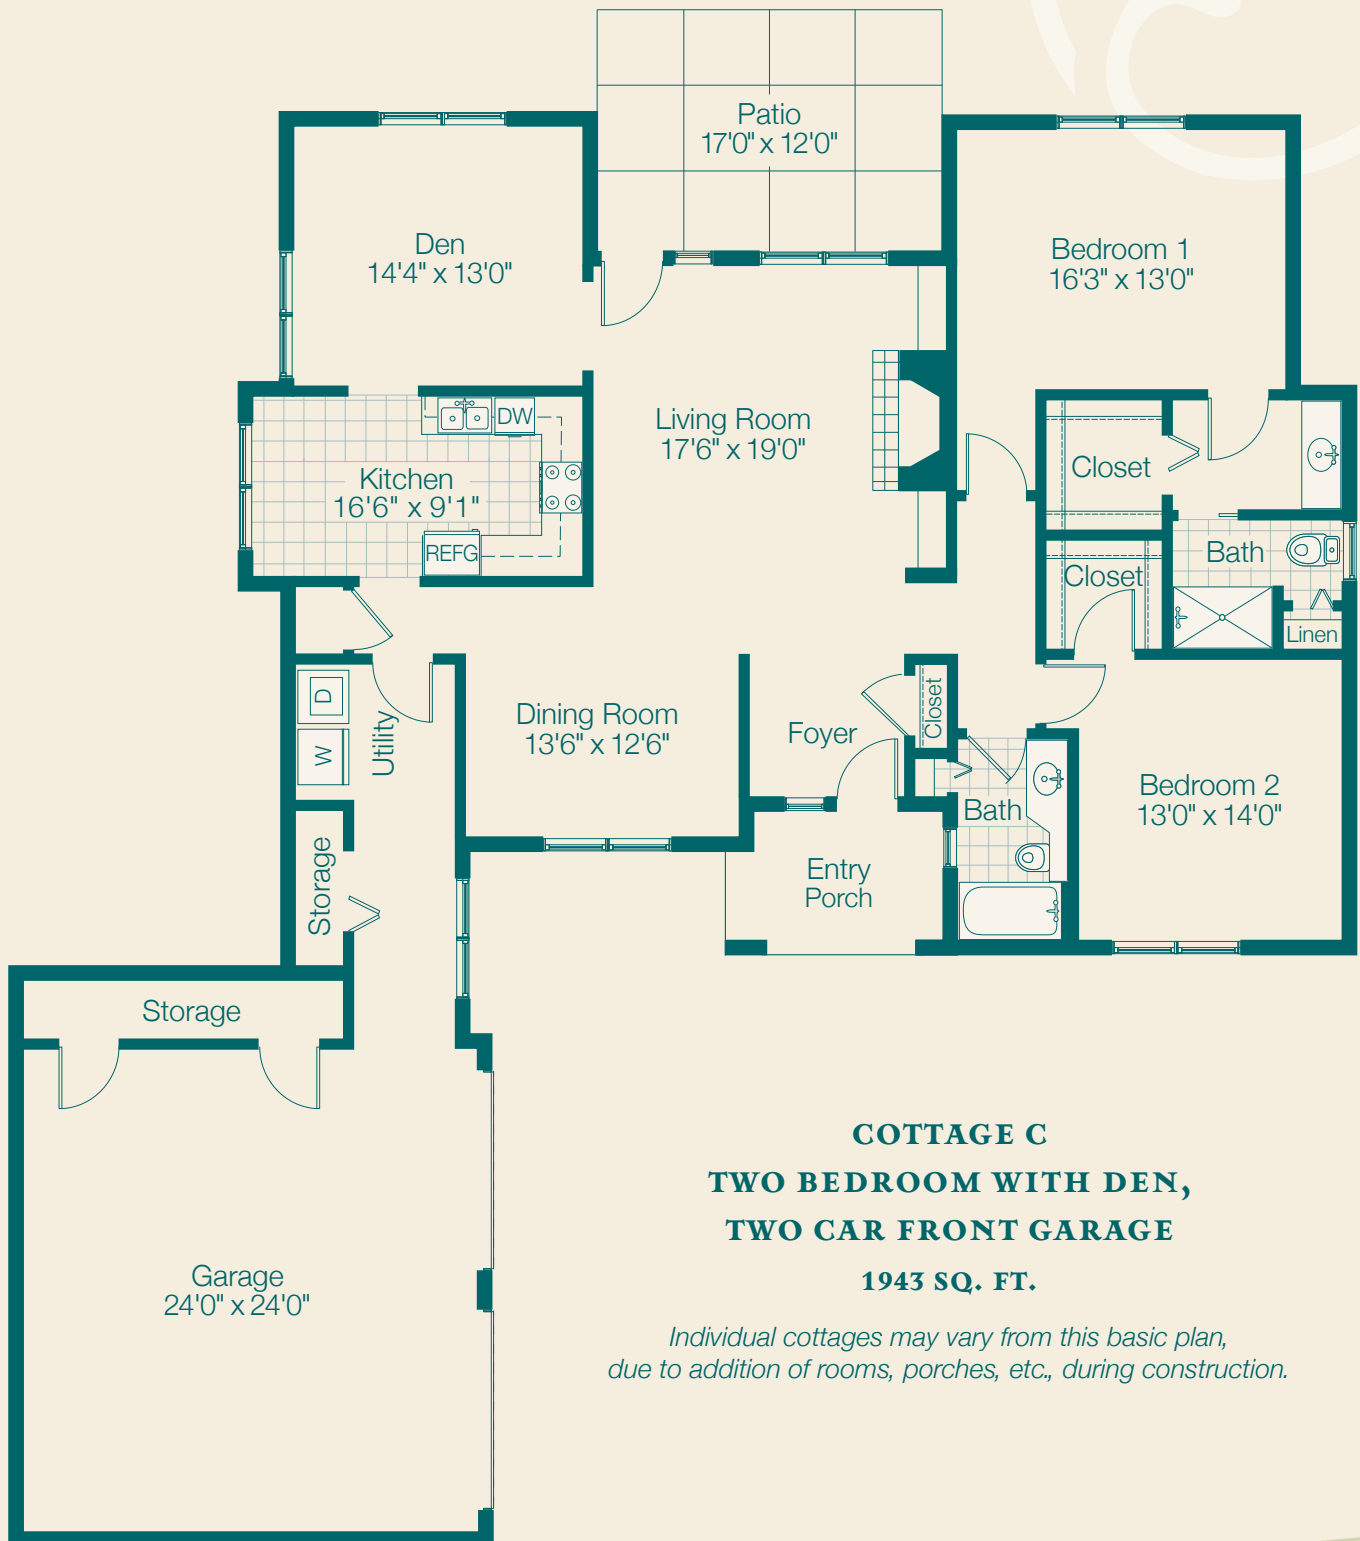 Patio
17'0" x 12'0"
Den
14'4" x 13'0"
Bedroom 1
16'3" x 13'0"
Living Room
17'6" x 19'0"
DW
Kitchen
16'6" x 9'1"
REFG
Closet
Bath
Closet
Linen
D
W
Utility
Dining Room
13'6" x 12'6"
Foyer
Closet
Bath
Bedroom 2
13'0" x 14'0"
Storage
Entry
Porch
Storage
Garage
24'0" x 24'0"
COTTAGE C
TWO BEDROOM WITH DEN,
TWO CAR FRONT GARAGE
1943 SQ. FT.
Individual cottages may vary from this basic plan,
due to addition of rooms, porches, etc., during construction.